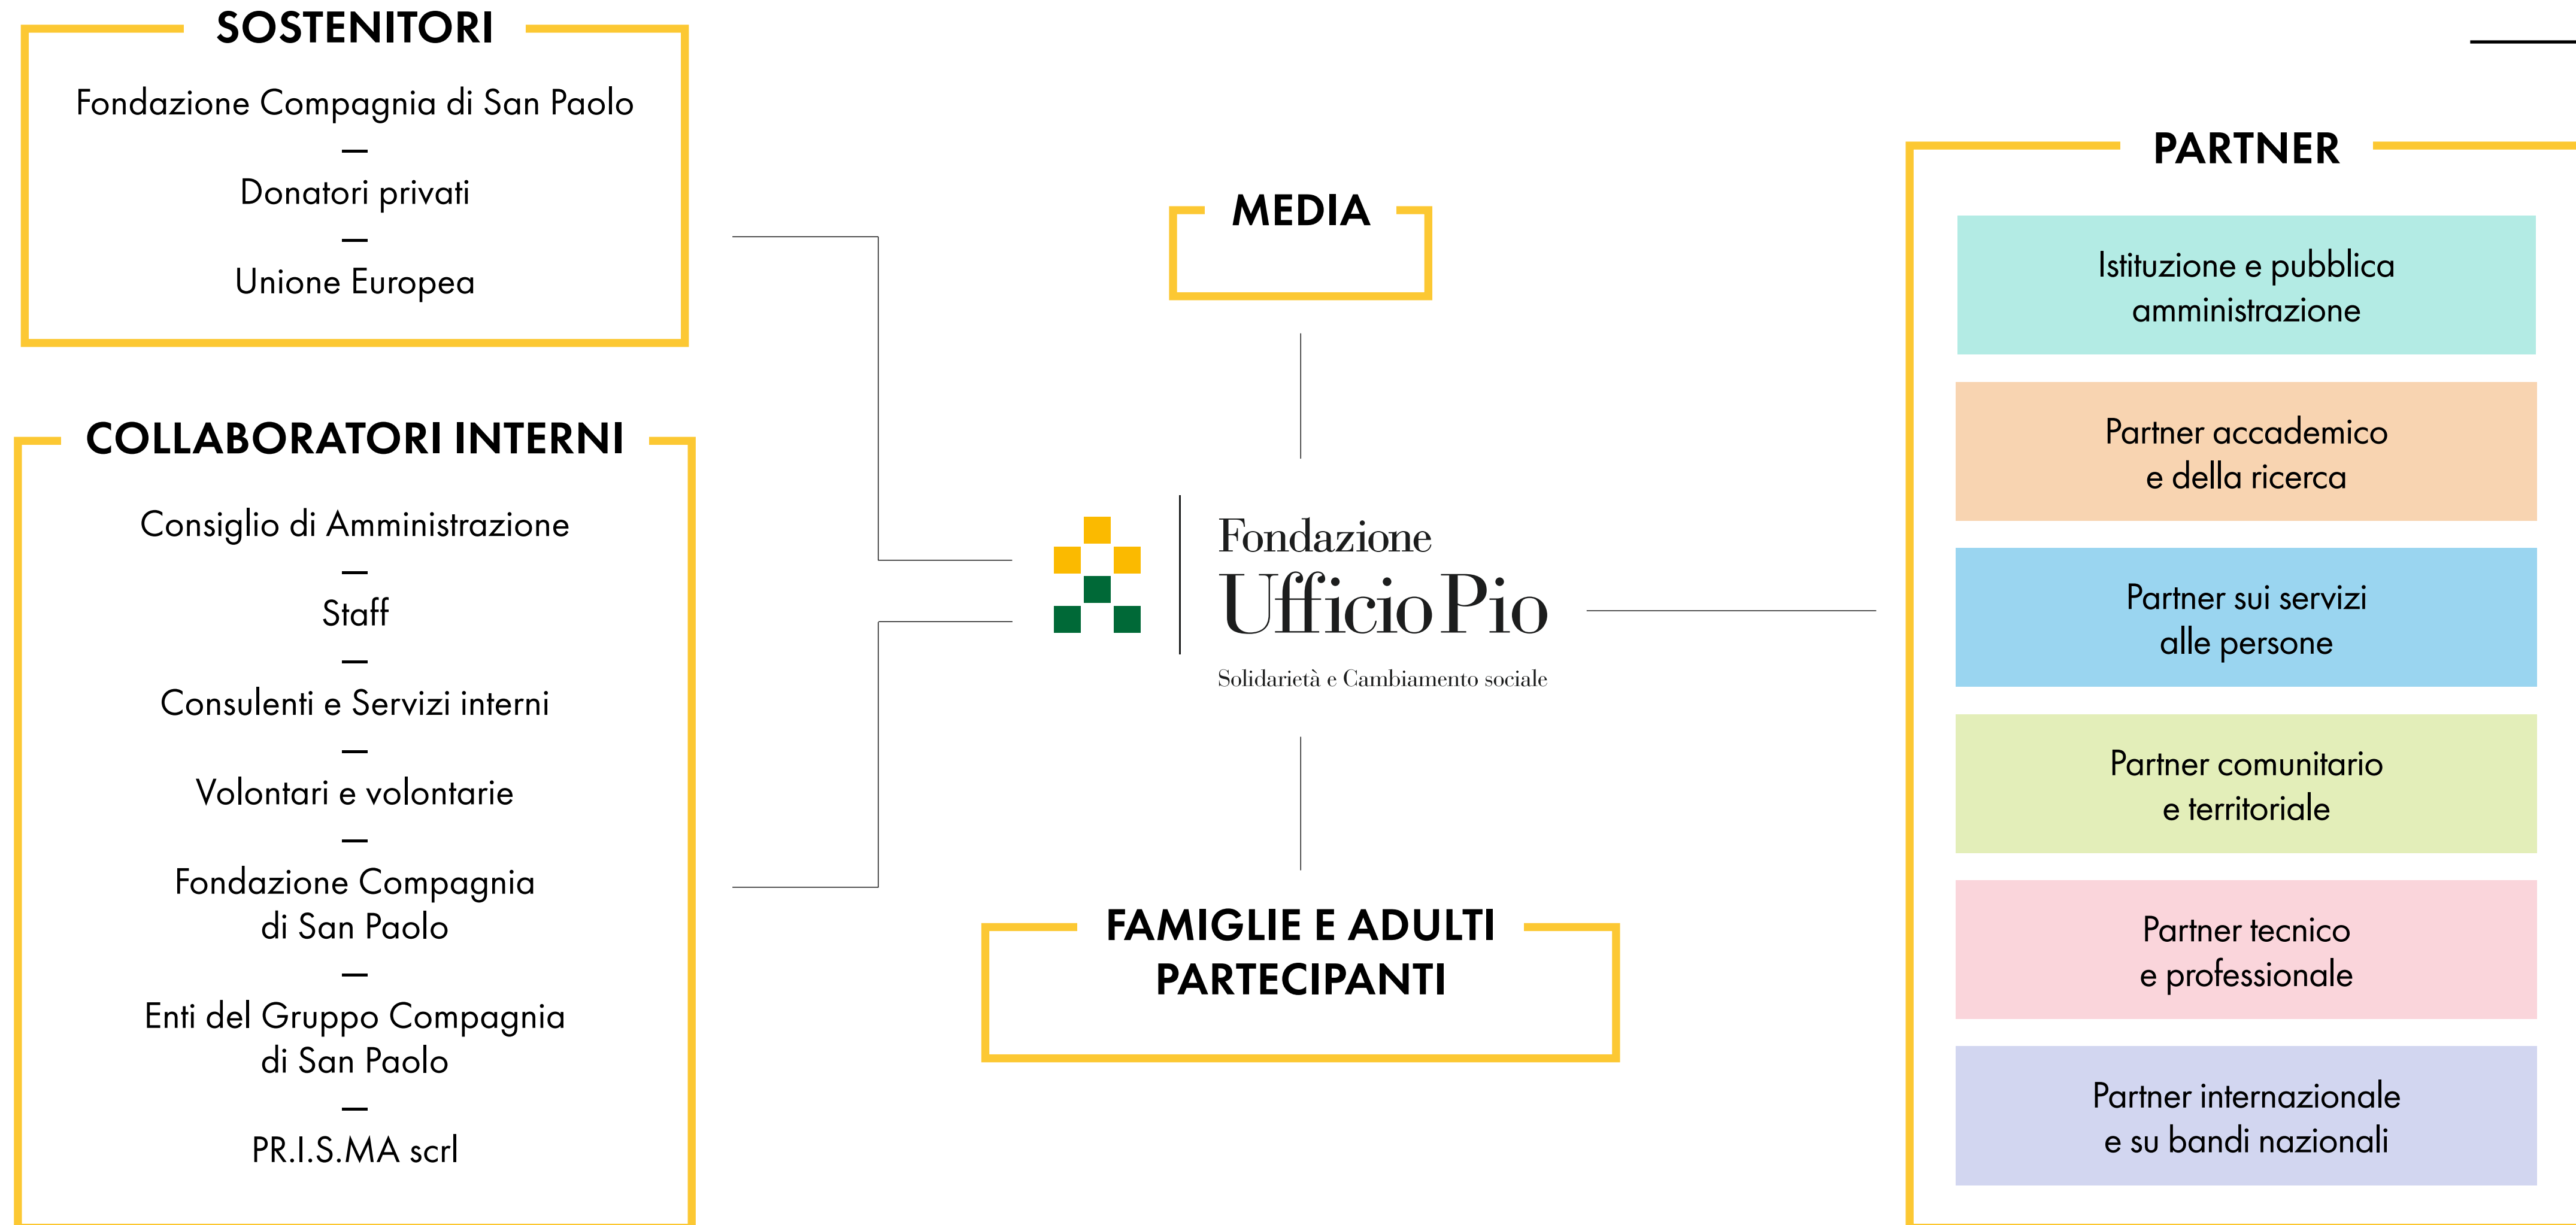 SOSTENITORI
Fondazione Compagnia di San Paolo
—
Donatori privati
—
Unione Europea
COLLABORATORI INTERNI
Consiglio di Amministrazione
—
Staff
—
Consulenti e Servizi interni
—
Volontari e volontarie
—
Fondazione Compagnia
di San Paolo
—
Enti del Gruppo Compagnia
di San Paolo
—
PR.I.S.MA scrl
MEDIA
Fondazione
Ufficio Pio
Solidarietà e Cambiamento sociale
FAMIGLIE E ADULTI
PARTECIPANTI
PARTNER
Istituzione e pubblica
amministrazione
Partner accademico
e della ricerca
Partner sui servizi
alle persone
Partner comunitario
e territoriale
Partner tecnico
e professionale
Partner internazionale
e su bandi nazionali